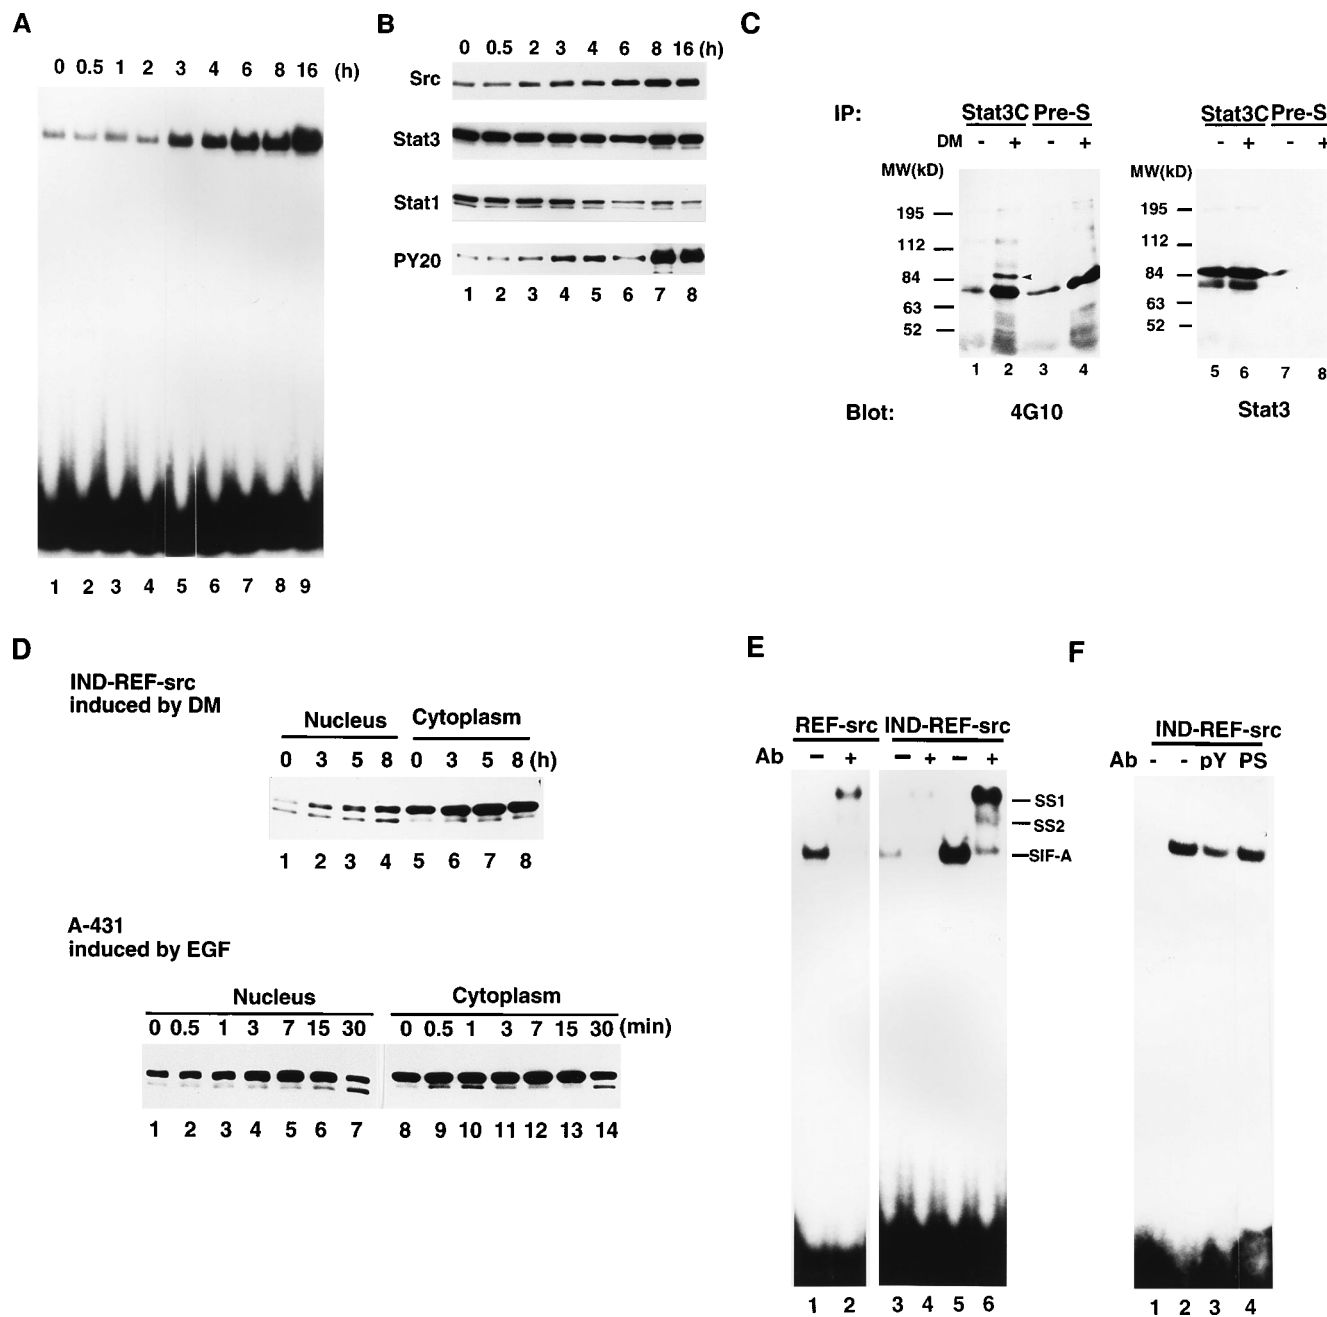 A
0 0.5 1 2 3 4 6 8 16 (h)
1 2 3 4 5 6 7 8 9
B
0 0.5 2 3 4 6 8 16 (h)
Src
Stat3
Stat1
PY20
1 2 3 4 5 6 7 8
C
IP: Stat3C Pre-S Stat3C Pre-S
DM - + - + - + - +
MW(kD) MW(kD)
195 195
112 112
84 84
63 63
52 52
1 2 3 4 5 6 7 8
Blot: 4G10 Stat3
D
IND-REF-src
induced by DM
Nucleus Cytoplasm
0 3 5 8 0 3 5 8 (h)
1 2 3 4 5 6 7 8
A-431
induced by EGF
Nucleus Cytoplasm
0 0.5 1 3 7 15 30 0 0.5 1 3 7 15 30 (min)
1 2 3 4 5 6 7 8 9 10 11 12 13 14
E
REF-src IND-REF-src
Ab - + - + - +
SS1
SS2
SIF-A
1 2 3 4 5 6
F
IND-REF-src
Ab - - pY PS
1 2 3 4